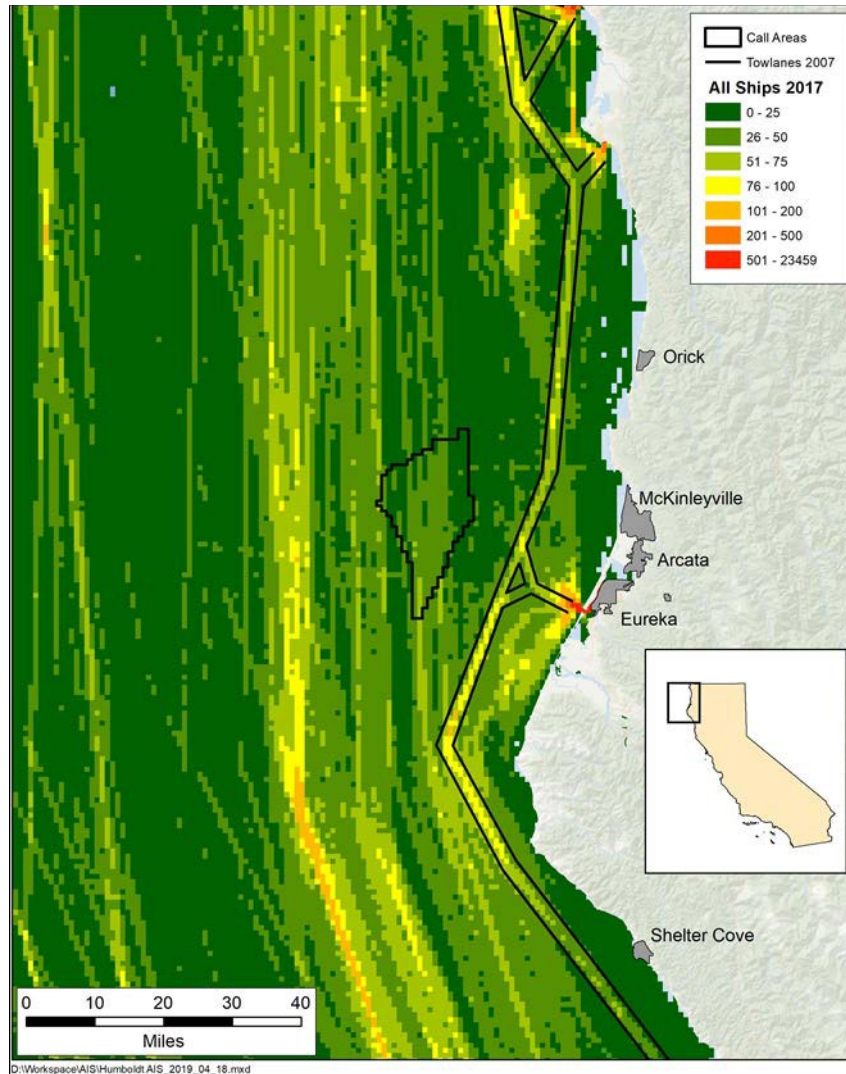 Call Areas
Towlanes 2007
All Ships 2017
0 - 25
26 - 50
51 - 75
76 - 100
101 - 200
201 - 500
501 - 23459
Orick
McKinleyville
Arcata
Eureka
Shelter Cove
0 10 20 30 40
Miles
D:\Workspace\AIS\Humboldt AIS_2019_04_18.mxd